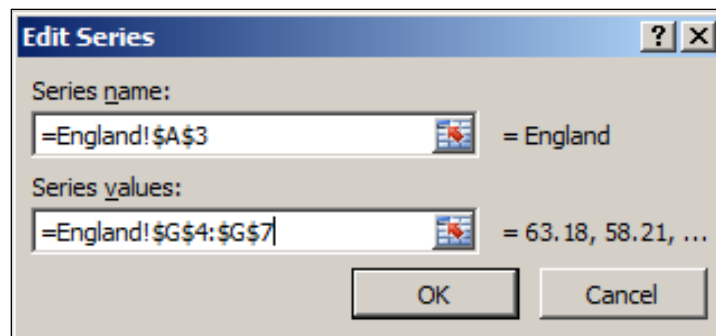 Edit Series
Series name:
=England!$A$3 = England
Series values:
=England!$G$4:$G$7 = 63.18, 58.21, ...
OK Cancel